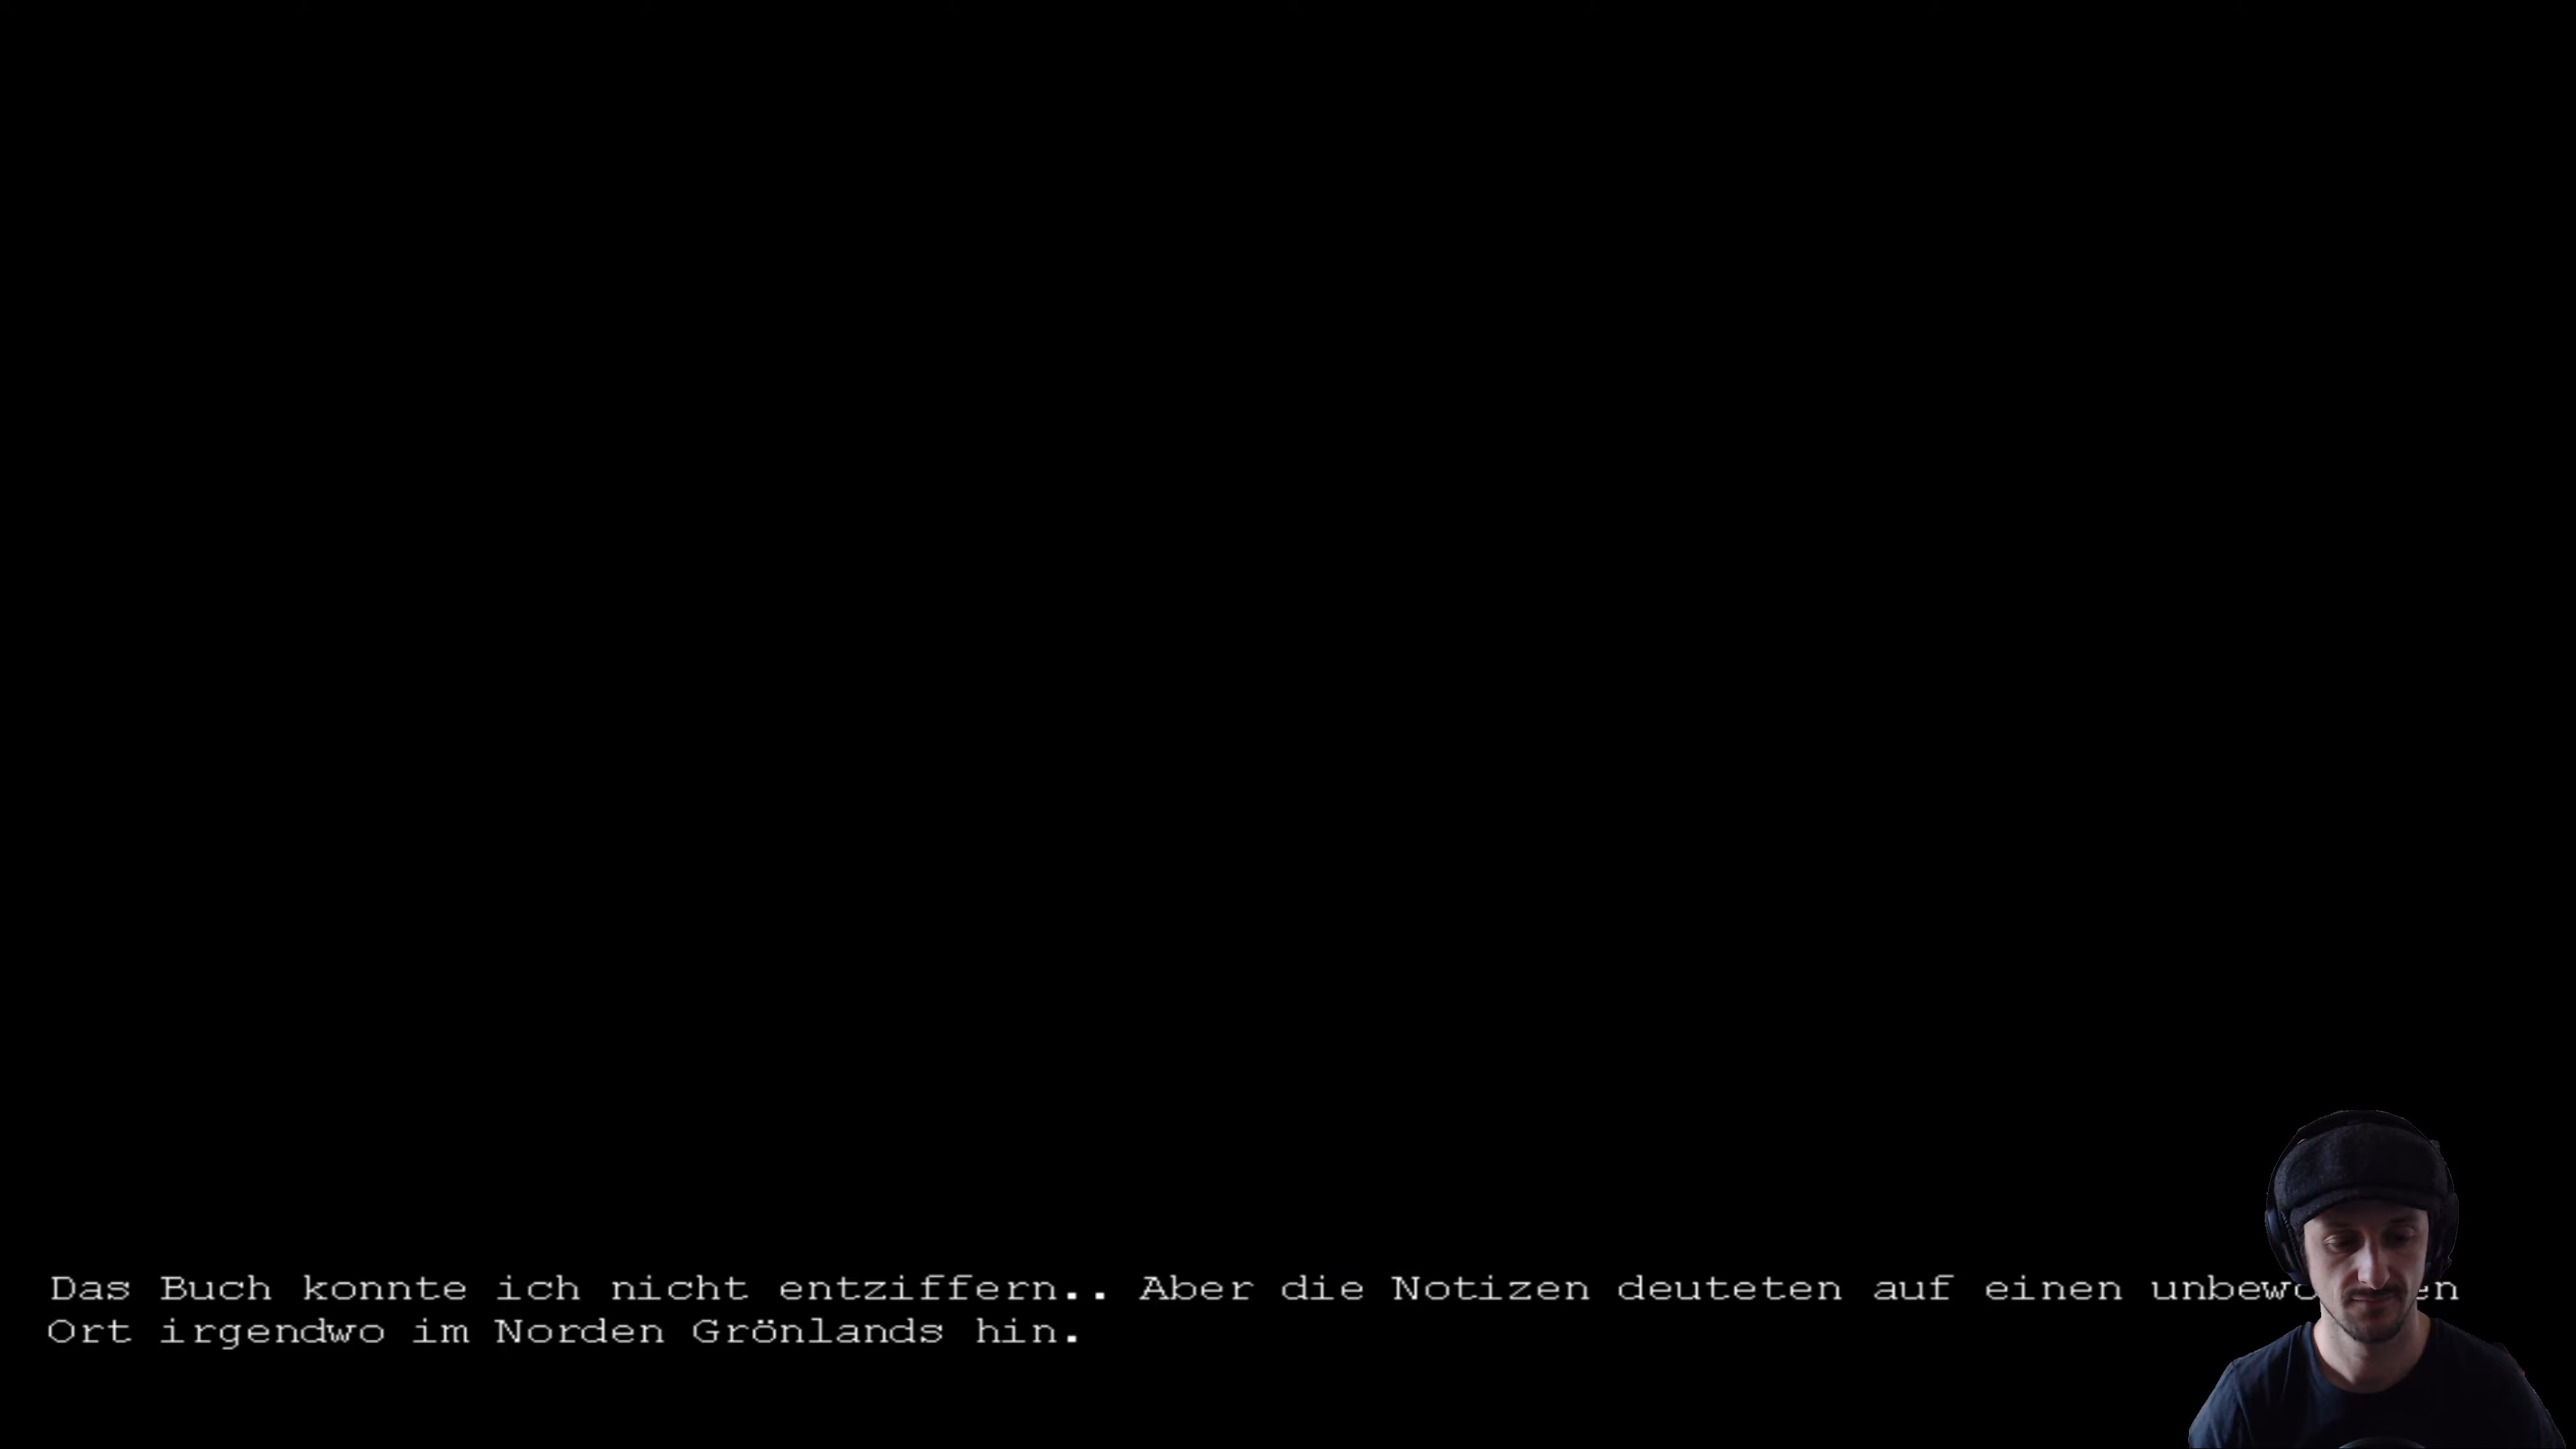 Das Buch konnte ich nicht entziffern.. Aber die Notizen deuteten auf einen
Ort irgendwo im Norden Grönlands hin.